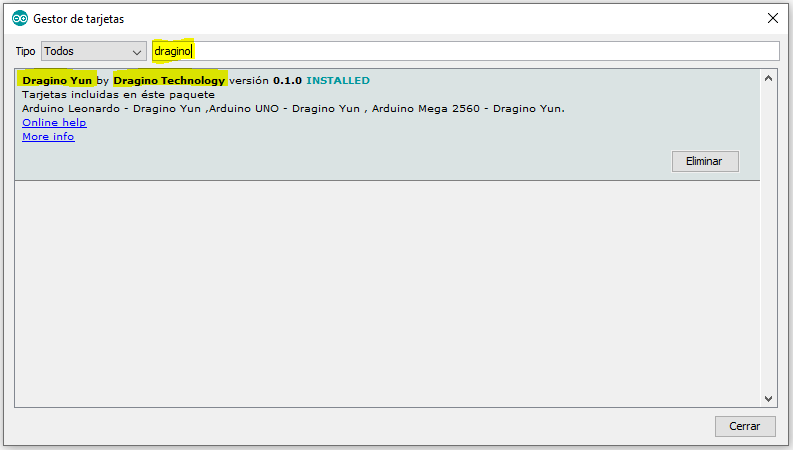 Gestor de tarjetas
Tipo Todos dragino
Dragino Yun by Dragino Technology versión 0.1.0 INSTALLED
Tarjetas incluidas en éste paquete
Arduino Leonardo - Dragino Yun ,Arduino UNO - Dragino Yun , Arduino Mega 2560 - Dragino Yun.
Online help
More info
Eliminar
Cerrar